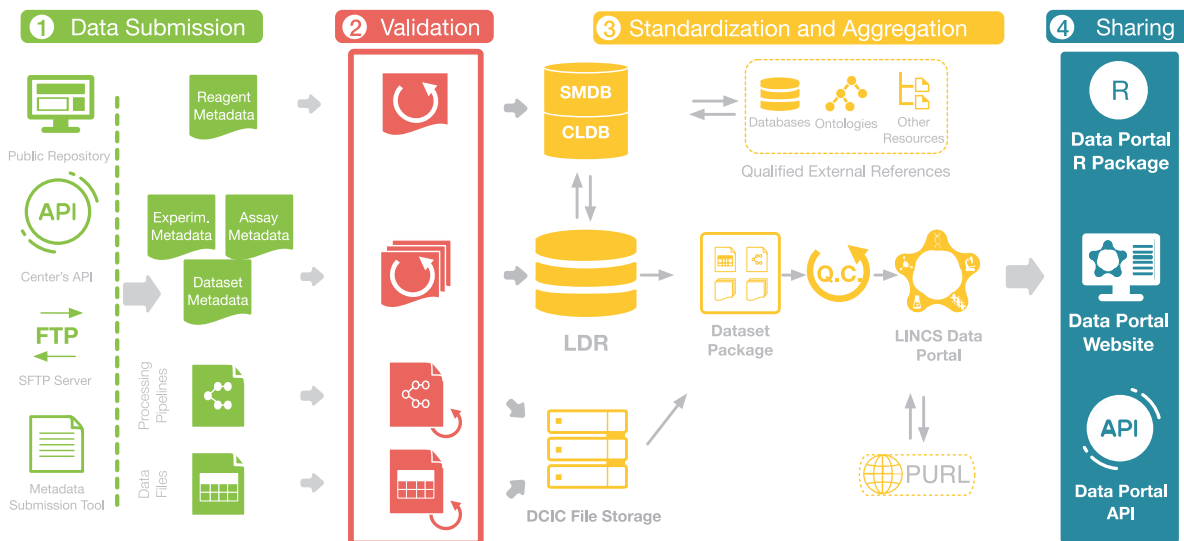 1 Data Submission
2 Validation
3 Standardization and Aggregation
4 Sharing
Public Repository
API
Center's API
FTP
SFTP Server
Metadata
Submission Tool
Reagent
Metadata
Experim.
Metadata
Assay
Metadata
Dataset
Metadata
Processing
Pipelines
Data
Files
SMDB
CLDB
Databases
Ontologies
Other
Resources
Qualified External References
LDR
Dataset
Package
Q.C.
LINCS Data
Portal
DCIC File Storage
PURL
R
Data Portal
R Package
Data Portal
Website
API
Data Portal
API